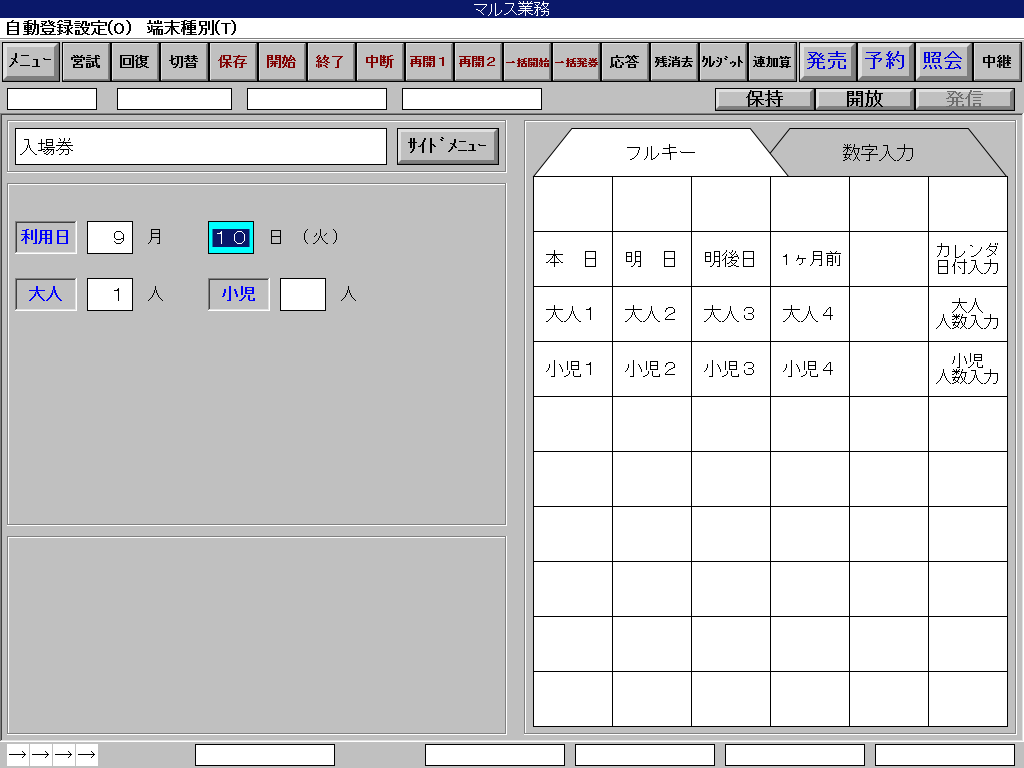 マルス業務
自動登録設定(O) 端末種別(T)
ﾒﾆｭｰ 営試 回復 切替 保存 開始 終了 中断 再開1 再開2 一括開始 一括発券 応答 残消去 ｸﾚｼﾞｯﾄ 連加算 発売 予約 照会 中継
保持 開放 発信
入場券 ｻｲﾄﾞﾒﾆｭｰ
利用日 9 月 10 日 (火)
大人 1 人 小児 人
フルキー 数字入力
本 日 明 日 明後日 1ヶ月前 カレンダ
日付入力
大人1 大人2 大人3 大人4 大人
人数入力
小児1 小児2 小児3 小児4 小児
人数入力
→→→→